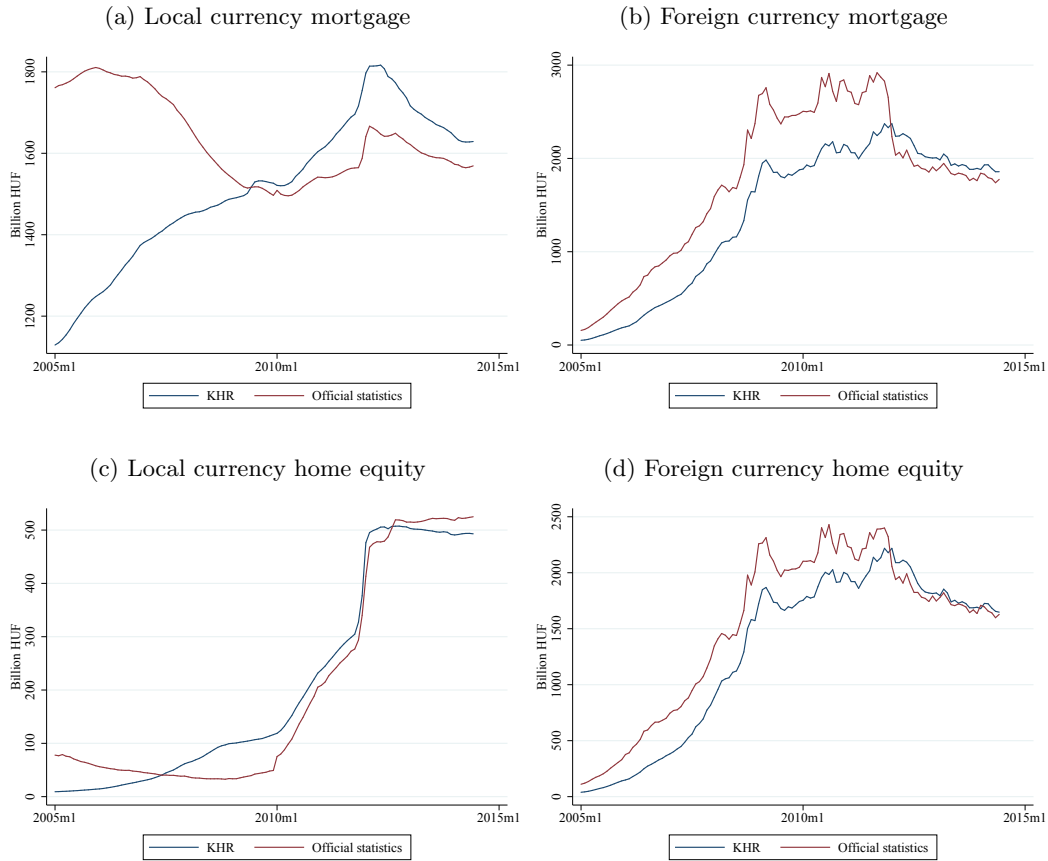 (a) Local currency mortgage
Billion HUF
1800
1600
1400
1200
2005m1 2010m1 2015m1
KHR Official statistics
(b) Foreign currency mortgage
Billion HUF
3000
2000
1000
0
2005m1 2010m1 2015m1
KHR Official statistics
(c) Local currency home equity
Billion HUF
500
400
300
200
100
0
2005m1 2010m1 2015m1
KHR Official statistics
(d) Foreign currency home equity
Billion HUF
2500
2000
1500
1000
500
0
2005m1 2010m1 2015m1
KHR Official statistics